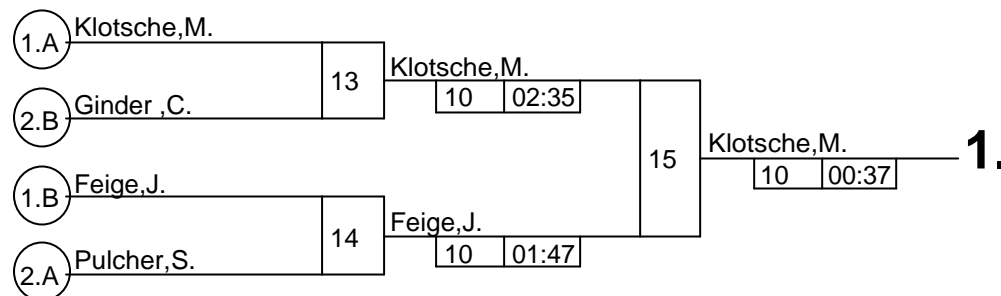 1.A Klotsche,M.
13 Klotsche,M.
10 02:35
2.B Ginder ,C.
15 Klotsche,M. 1.
10 00:37
1.B Feige,J.
14 Feige,J.
10 01:47
2.A Pulcher,S.